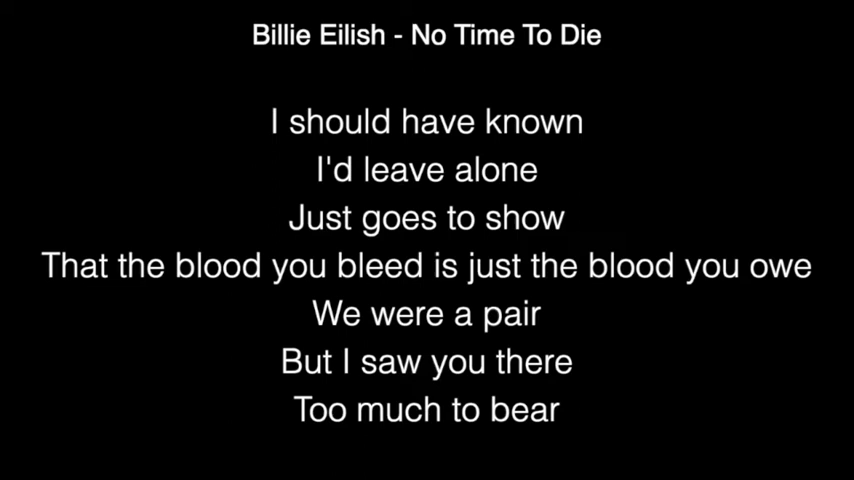 Billie Eilish - No Time To Die
I should have known
I'd leave alone
Just goes to show
That the blood you bleed is just the blood you owe
We were a pair
But I saw you there
Too much to bear